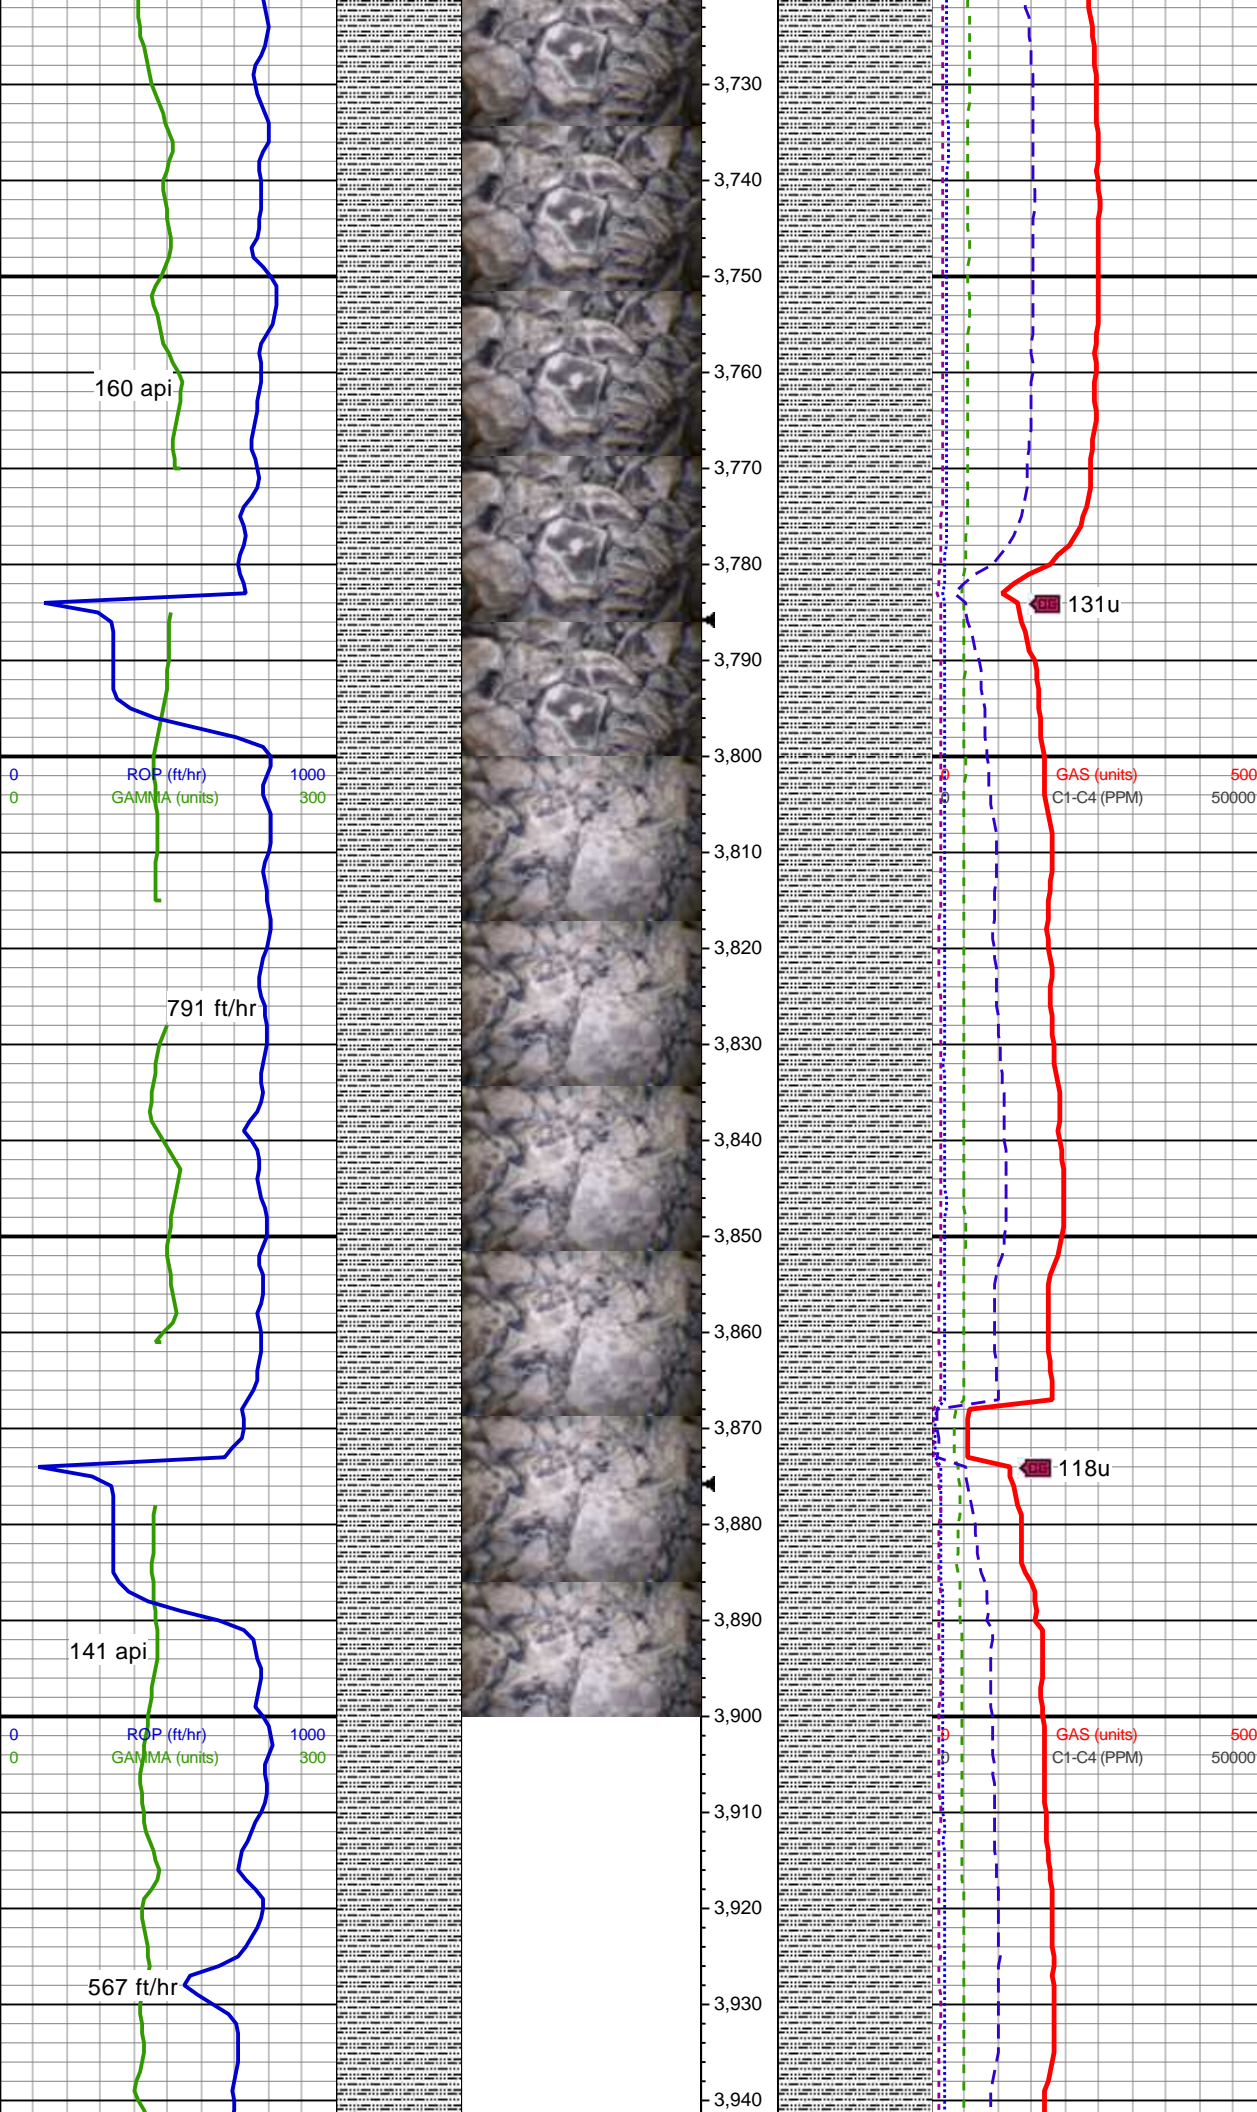 3,730
3,740
3,750
3,760
160 api
3,770
3,780
CG 131u
3,790
3,800
0 ROP (ft/hr) 1000
0 GAS (units) 500
0 GAMMA (units) 300
0 C1-C4 (PPM) 50000
3,810
3,820
791 ft/hr
3,830
3,840
3,850
3,860
3,870
CG 118u
3,880
3,890
141 api
3,900
0 ROP (ft/hr) 1000
0 GAS (units) 500
0 GAMMA (units) 300
0 C1-C4 (PPM) 50000
3,910
3,920
567 ft/hr
3,930
3,940